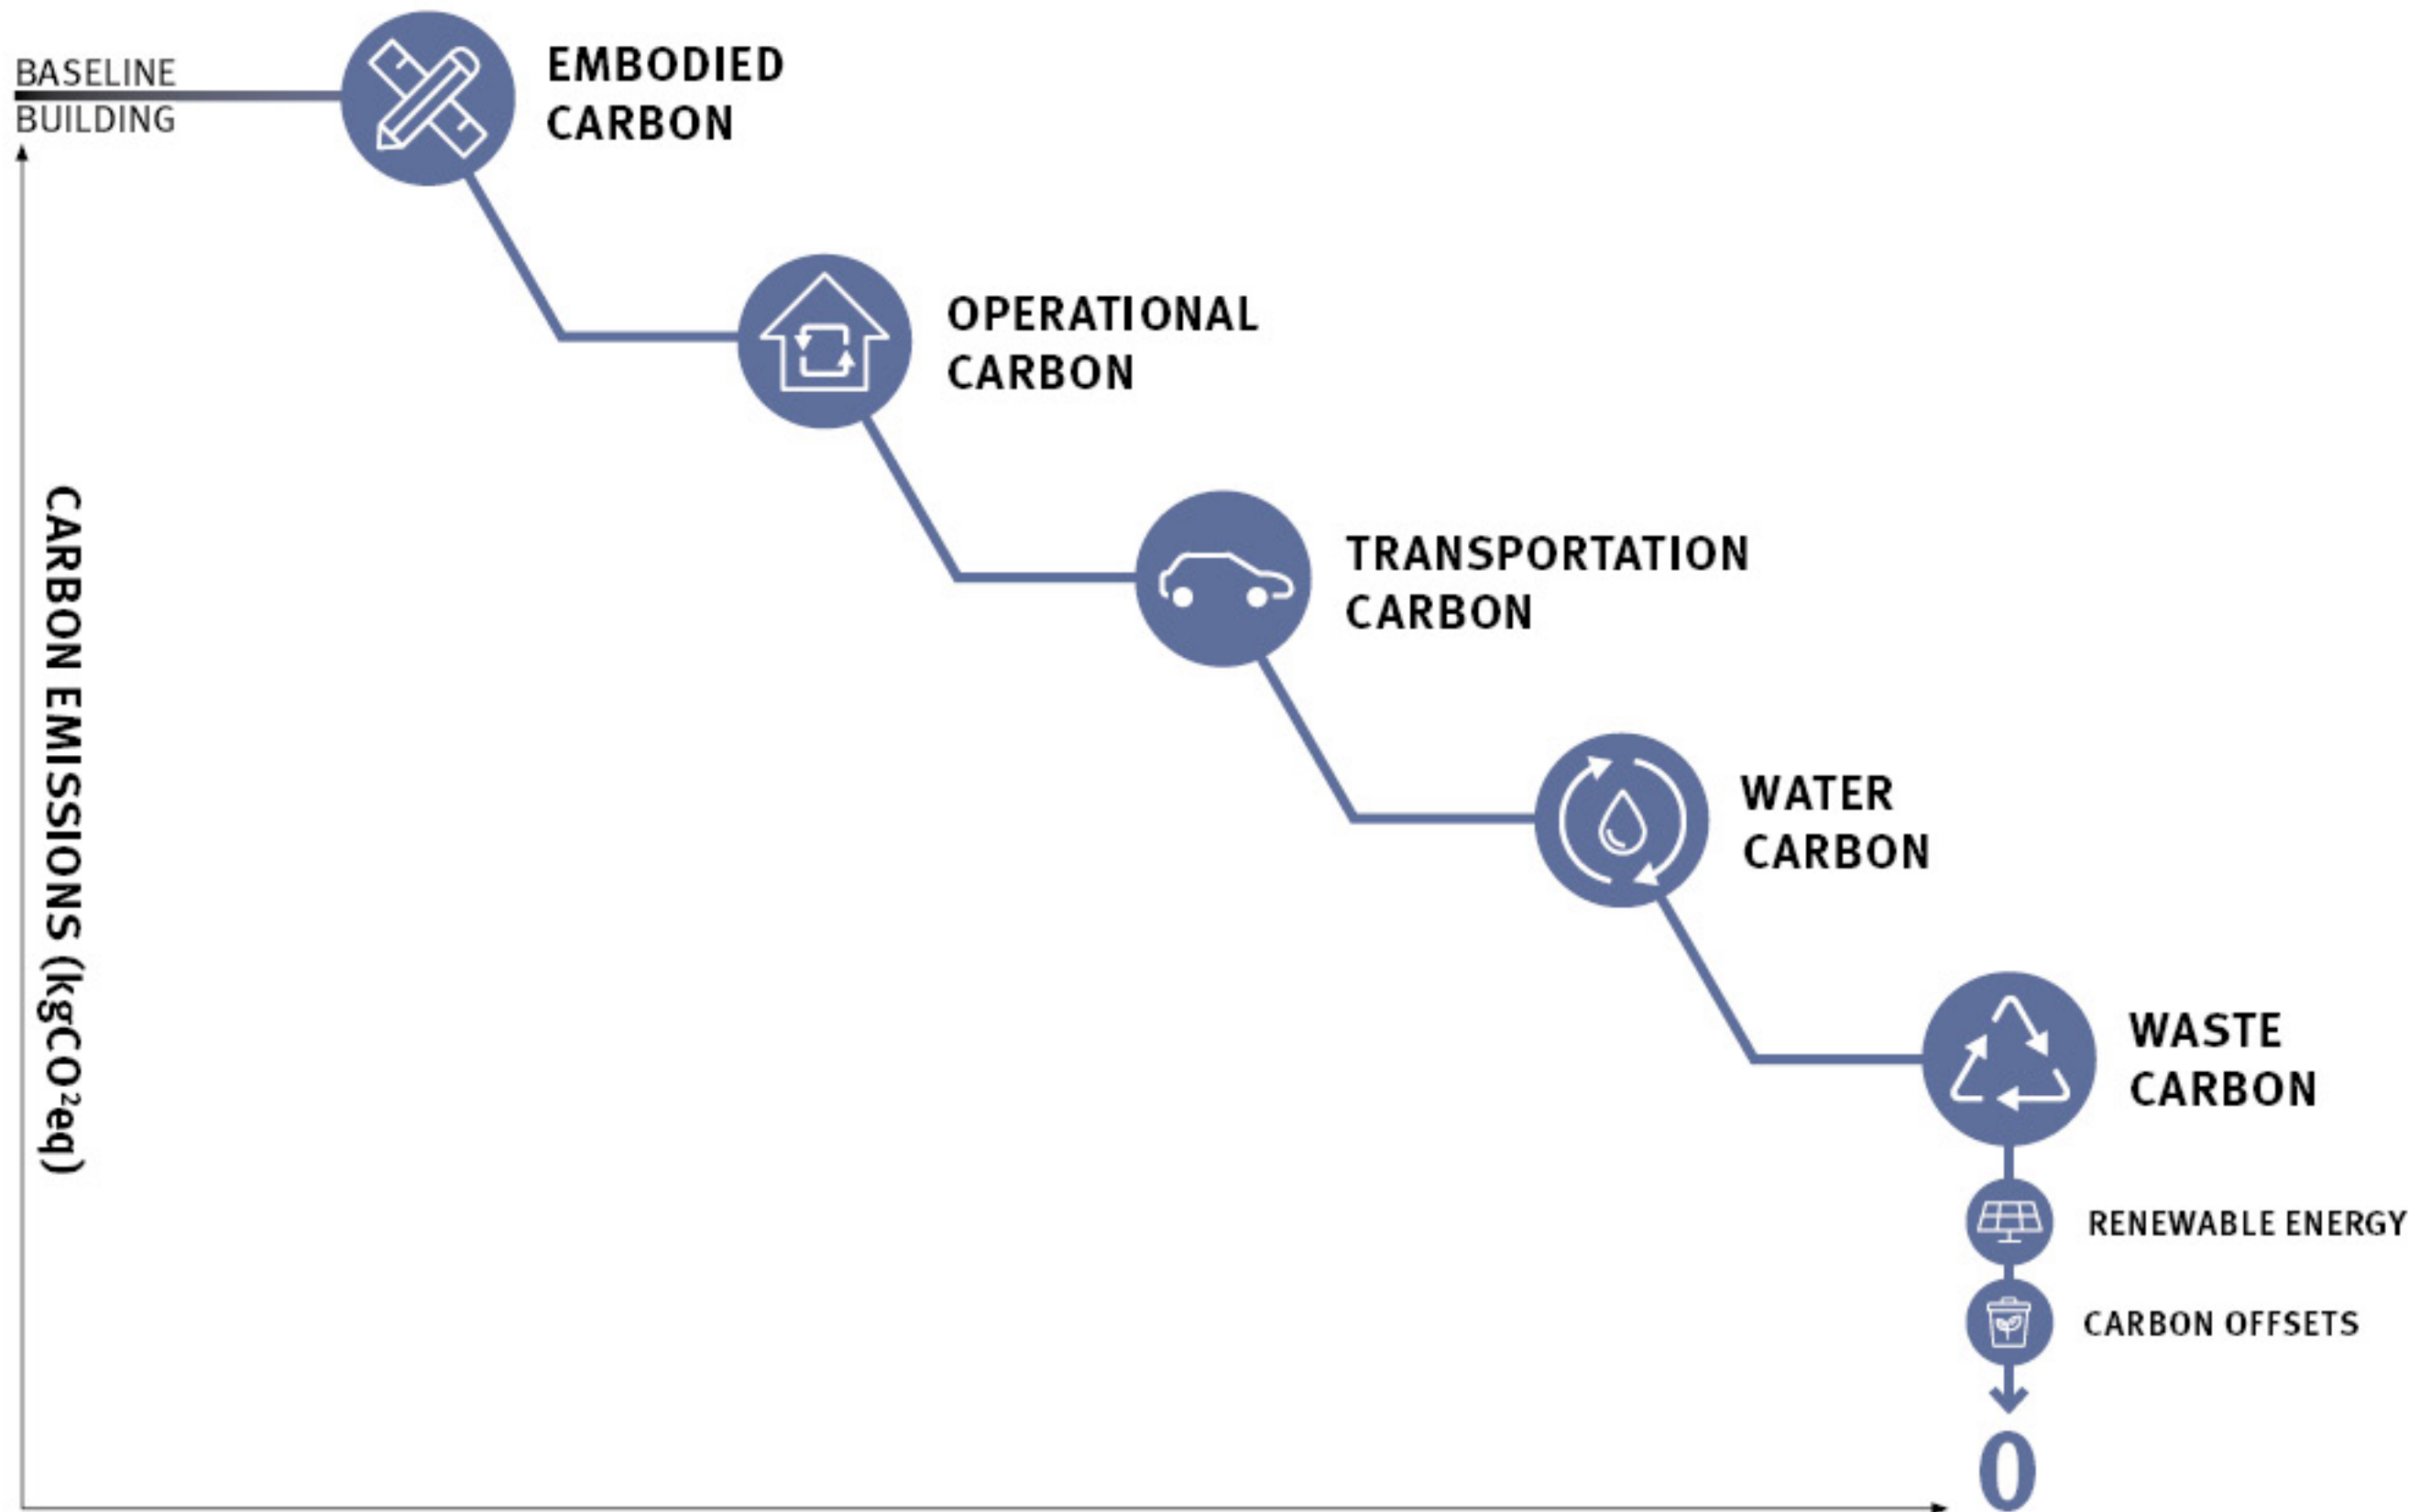 BASELINE
BUILDING
EMBODIED
CARBON
OPERATIONAL
CARBON
TRANSPORTATION
CARBON
WATER
CARBON
WASTE
CARBON
RENEWABLE ENERGY
CARBON OFFSETS
0
CARBON EMISSIONS (kgCO²eq)